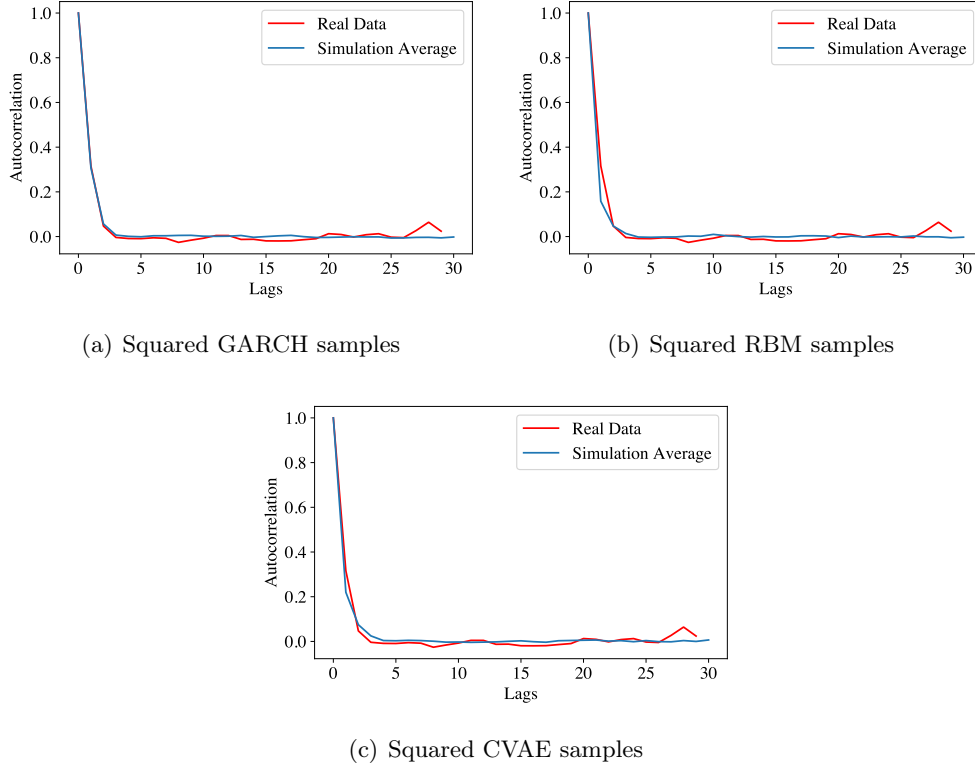 Real Data
Simulation Average
1.0
0.8
0.6
0.4
0.2
0.0
Autocorrelation
0 5 10 15 20 25 30
Lags
(a) Squared GARCH samples
Real Data
Simulation Average
1.0
0.8
0.6
0.4
0.2
0.0
Autocorrelation
0 5 10 15 20 25 30
Lags
(b) Squared RBM samples
Real Data
Simulation Average
1.0
0.8
0.6
0.4
0.2
0.0
Autocorrelation
0 5 10 15 20 25 30
Lags
(c) Squared CVAE samples